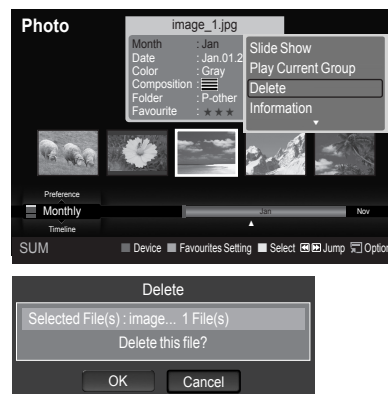 Photo
image_1.jpg
Month : Jan
Date : Jan.01.2
Color : Gray
Composition :
Folder : P-other
Favourite : ★ ★ ★
Slide Show
Play Current Group
Delete
Information
Preference
Monthly
Timeline
Jan
Nov
SUM
Device Favourites Setting Select Jump Option
Delete
Selected File(s) : image... 1 File(s)
Delete this file?
OK
Cancel